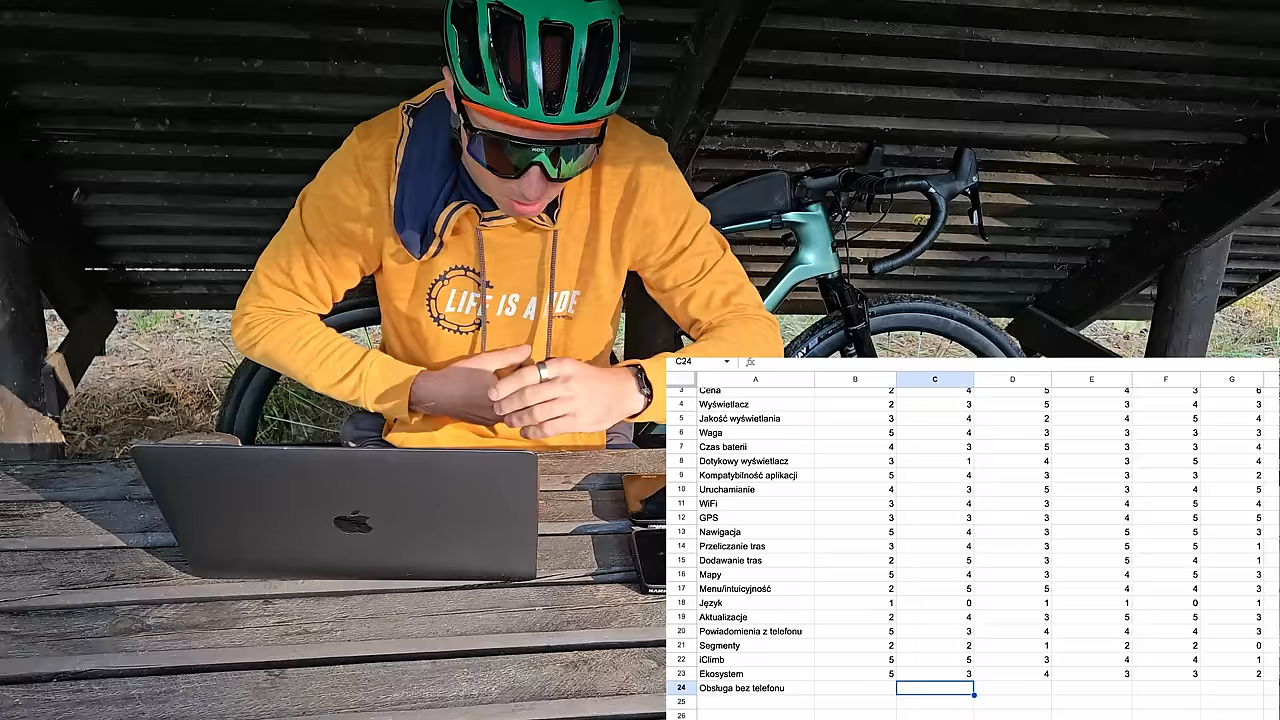 KOO
LIFE IS A RIDE
C24 fx
A B C D E F G
3 Cena 2 4 5 4 3 6
4 Wyświetlacz 2 3 5 3 4 3
5 Jakość wyświetlania 3 4 2 4 5 4
6 Waga 5 4 3 3 3 3
7 Czas baterii 4 3 5 3 3 4
8 Dotykowy wyświetlacz 3 1 4 3 5 4
9 Kompatybilność aplikacji 5 4 3 3 3 2
10 Uruchamianie 4 3 5 3 4 5
11 WiFi 3 4 3 4 5 4
12 GPS 3 3 3 4 5 5
13 Nawigacja 5 4 3 5 5 3
14 Przeliczanie tras 3 4 3 5 5 1
15 Dodawanie tras 2 5 3 5 4 1
16 Mapy 5 4 3 4 5 3
17 Menu/intuicyjność 2 5 5 4 4 3
18 Język 1 0 1 1 0 1
19 Aktualizacje 2 4 3 5 5 3
20 Powiadomienia z telefonu 5 3 4 4 4 3
21 Segmenty 2 2 1 2 2 0
22 iClimb 5 5 3 4 4 1
23 Ekosystem 5 3 4 3 3 2
24 Obsługa bez telefonu
25
26